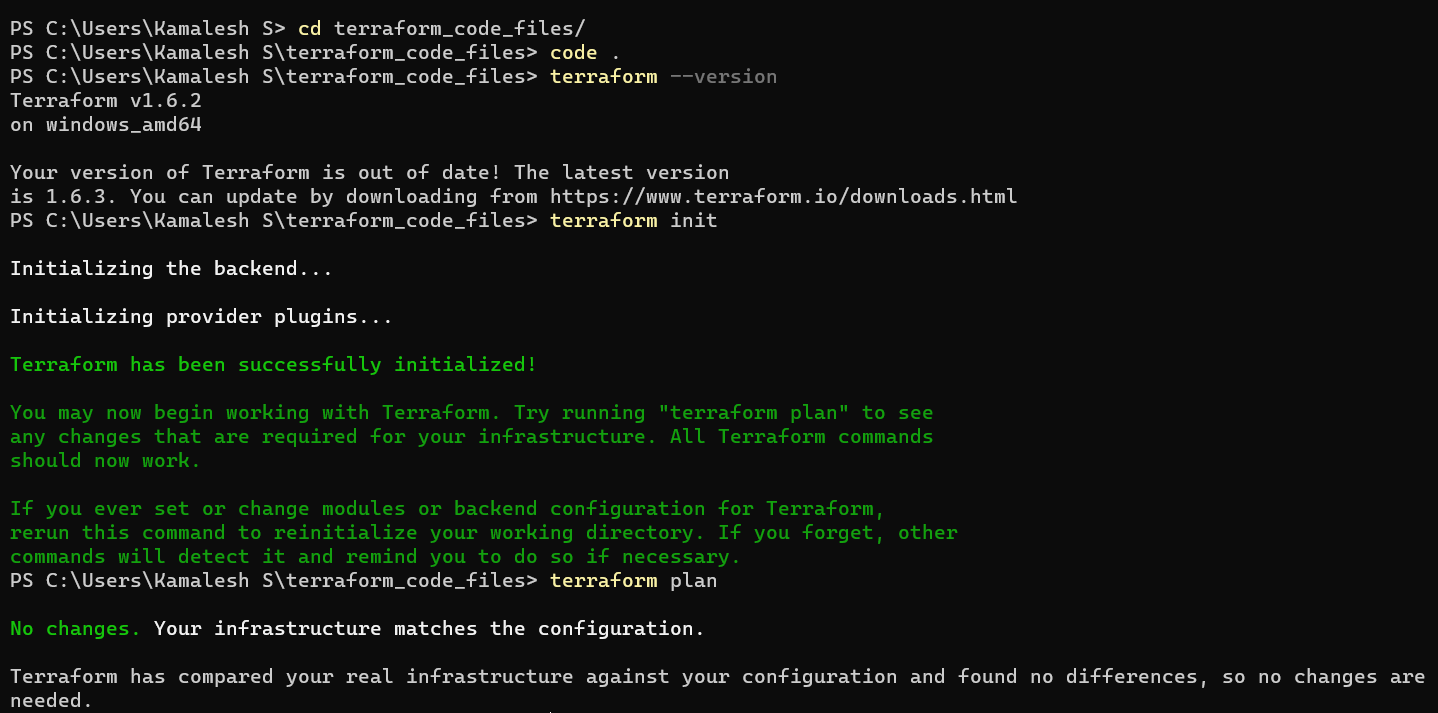 PS C:\Users\Kamalesh S> cd terraform_code_files/
PS C:\Users\Kamalesh S\terraform_code_files> code .
PS C:\Users\Kamalesh S\terraform_code_files> terraform --version
Terraform v1.6.2
on windows_amd64
Your version of Terraform is out of date! The latest version
is 1.6.3. You can update by downloading from https://www.terraform.io/downloads.html
PS C:\Users\Kamalesh S\terraform_code_files> terraform init
Initializing the backend...
Initializing provider plugins...
Terraform has been successfully initialized!
You may now begin working with Terraform. Try running "terraform plan" to see
any changes that are required for your infrastructure. All Terraform commands
should now work.
If you ever set or change modules or backend configuration for Terraform,
rerun this command to reinitialize your working directory. If you forget, other
commands will detect it and remind you to do so if necessary.
PS C:\Users\Kamalesh S\terraform_code_files> terraform plan
No changes. Your infrastructure matches the configuration.
Terraform has compared your real infrastructure against your configuration and found no differences, so no changes are
needed.